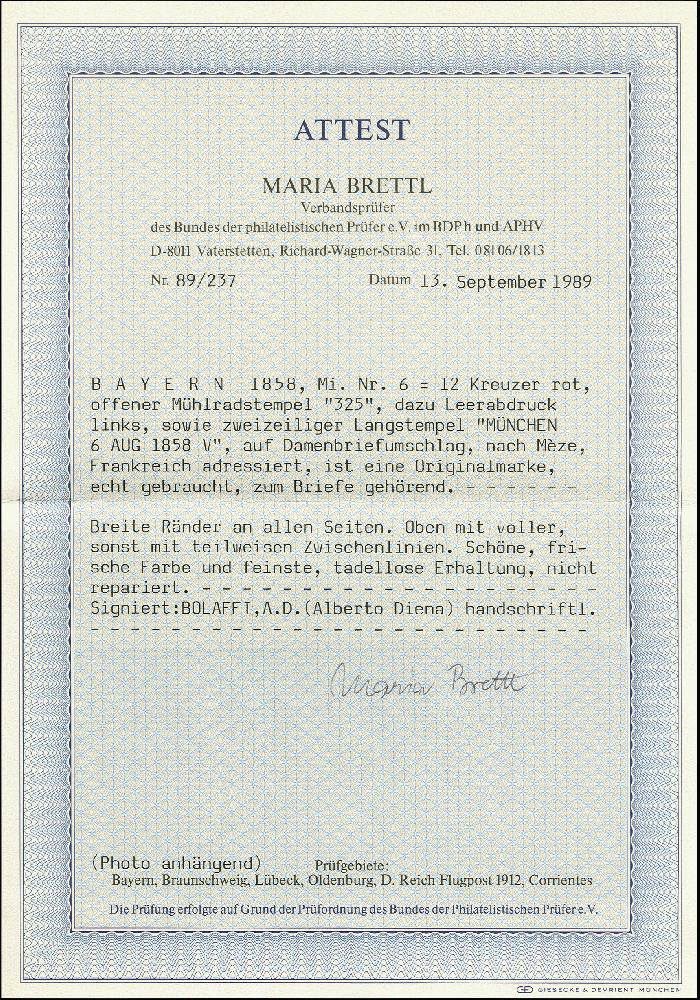 ATTEST
MARIA BRETTL
Verbandsprüfer
des Bundes der philatelistischen Prüfer e.V. im BDPh und APHV
D-8011 Vaterstetten, Richard-Wagner-Straße 31, Tel. 08106/1813
Nr. 89/237 Datum 13. September 1989
B A Y E R N 1858, Mi. Nr. 6 = 12 Kreuzer rot,
offener Mühlradstempel "325", dazu Leerabdruck
links, sowie zweizeiliger Langstempel "MÜNCHEN
6 AUG 1858 V", auf Damenbriefumschlag, nach Mèze,
Frankreich adressiert, ist eine Originalmarke,
echt gebraucht, zum Briefe gehörend. - - - - - -
Breite Ränder an allen Seiten. Oben mit voller,
sonst mit teilweisen Zwischenlinien. Schöne, fri-
sche Farbe und feinste, tadellose Erhaltung, nicht
repariert. - - - - - - - - - - - - - - - - - - -
Signiert:BOLAFFI,A.D.(Alberto Diena) handschriftl.
- - - - - - - - - - - - - - - - - - - - - - - - -
Maria Brettl
(Photo anhängend) Prüfgebiete:
Bayern, Braunschweig, Lübeck, Oldenburg, D. Reich Flugpost 1912, Corrientes
Die Prüfung erfolgte auf Grund der Prüfordnung des Bundes der Philatelistischen Prüfer e.V.
GIESECKE & DEVRIENT MÜNCHEN